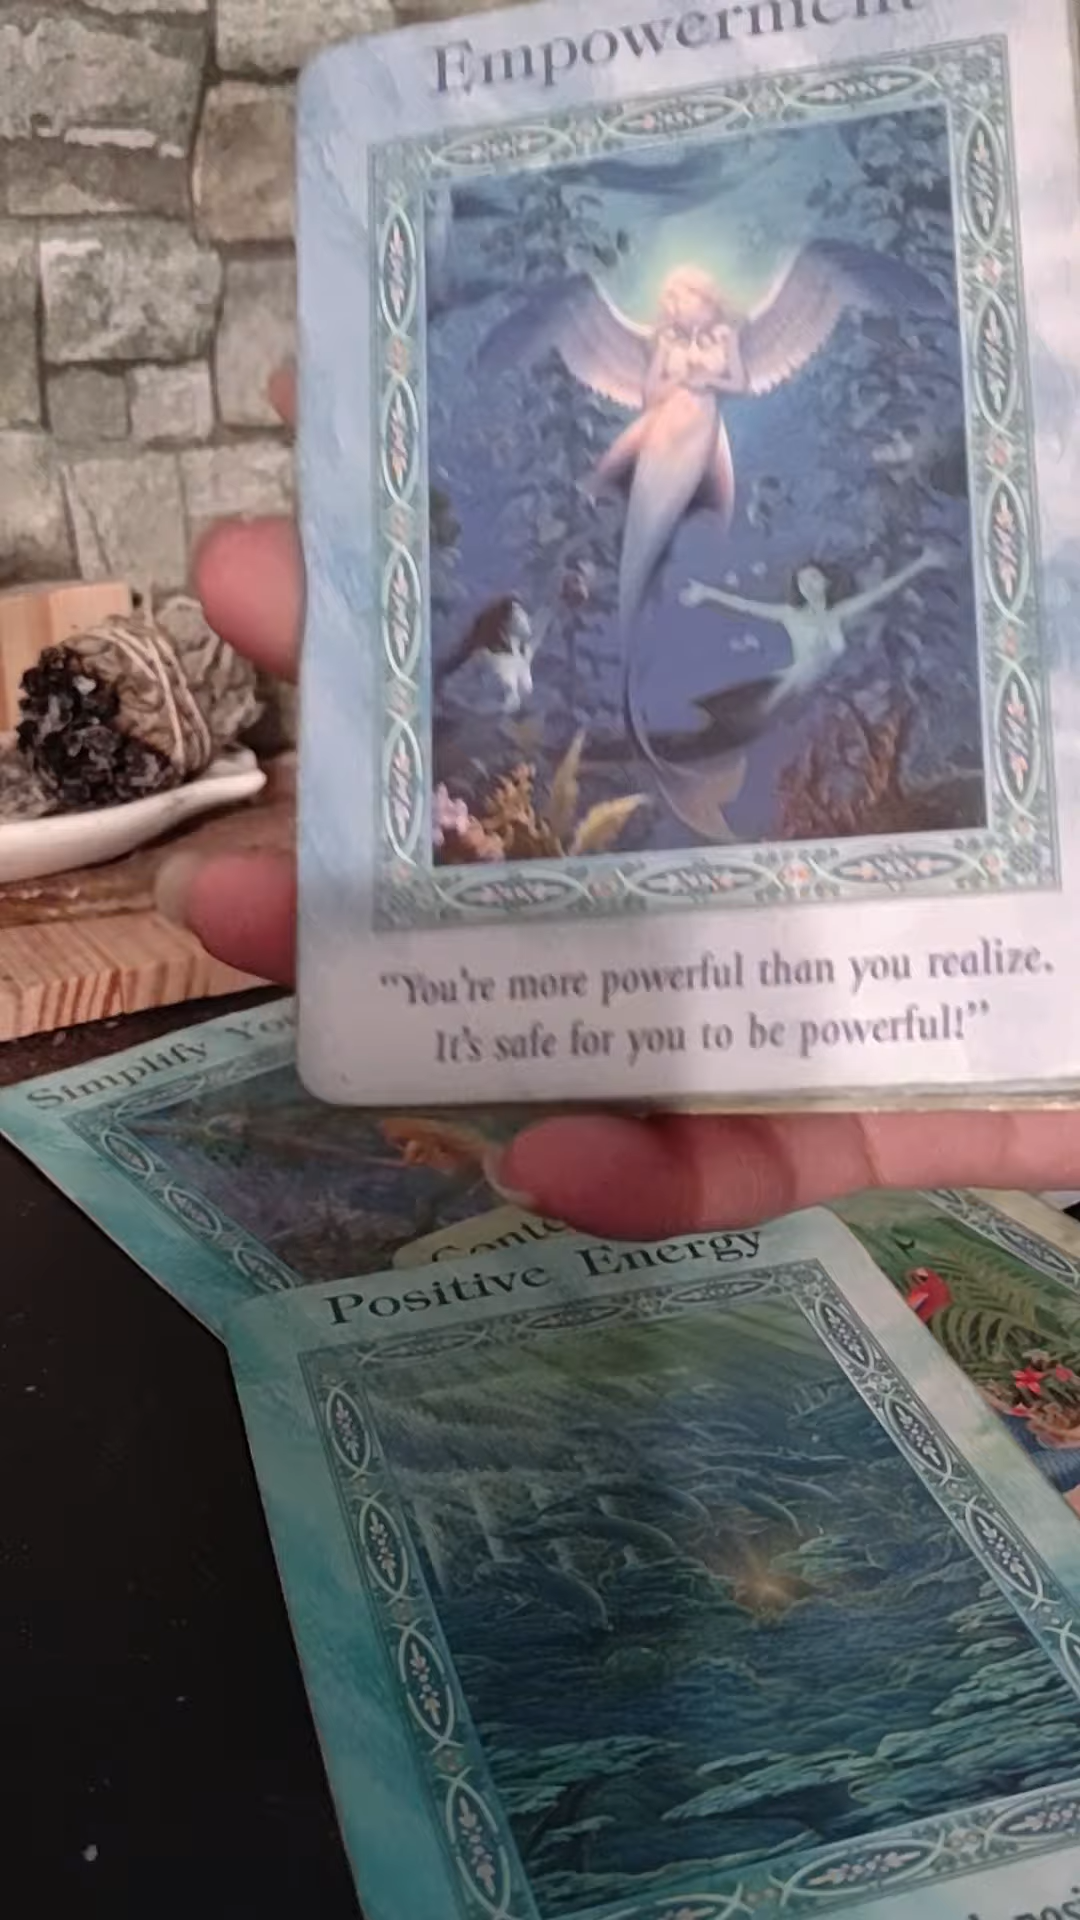 Empowerment
"You're more powerful than you realize.
It's safe for you to be powerful!"
Simplify You
Conte
Positive Energy